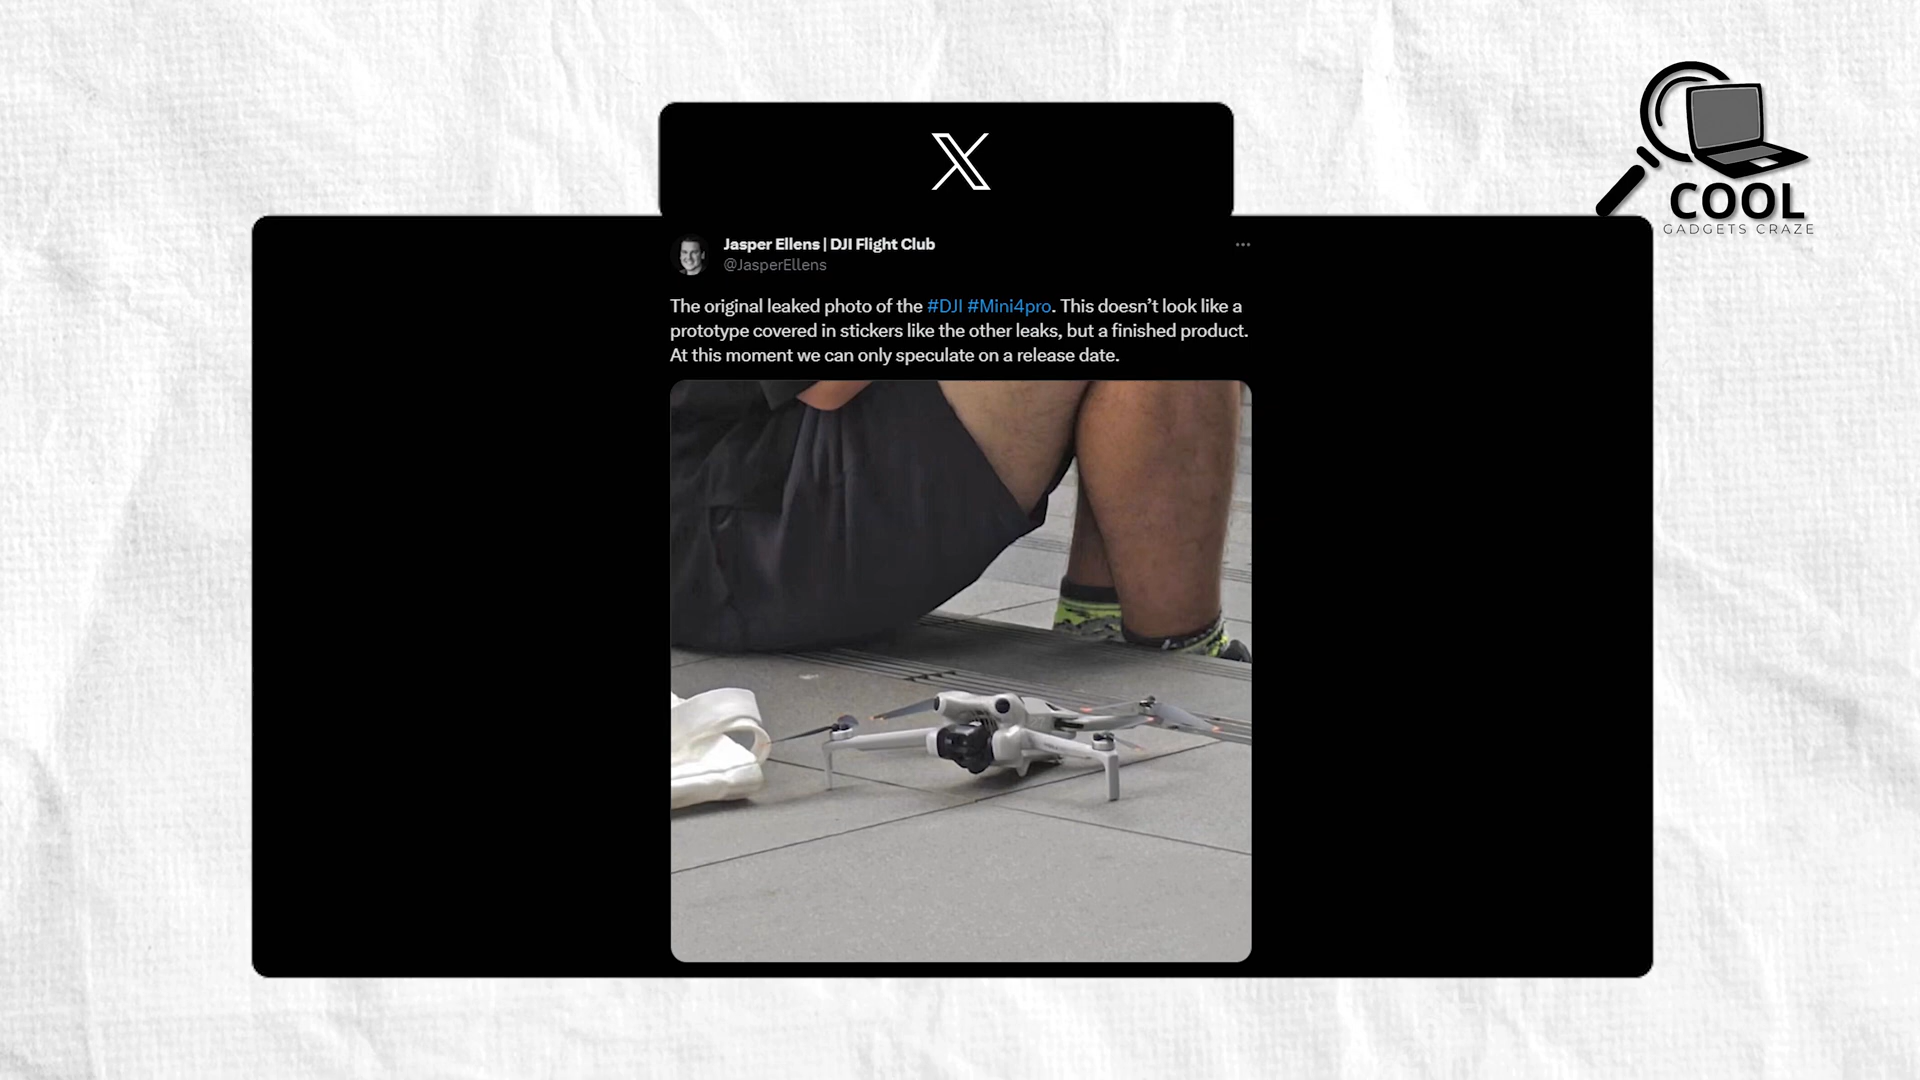 COOL
GADGETS CRAZE
Jasper Ellens | DJI Flight Club
@JasperEllens
The original leaked photo of the #DJI #Mini4pro. This doesn’t look like a
prototype covered in stickers like the other leaks, but a finished product.
At this moment we can only speculate on a release date.